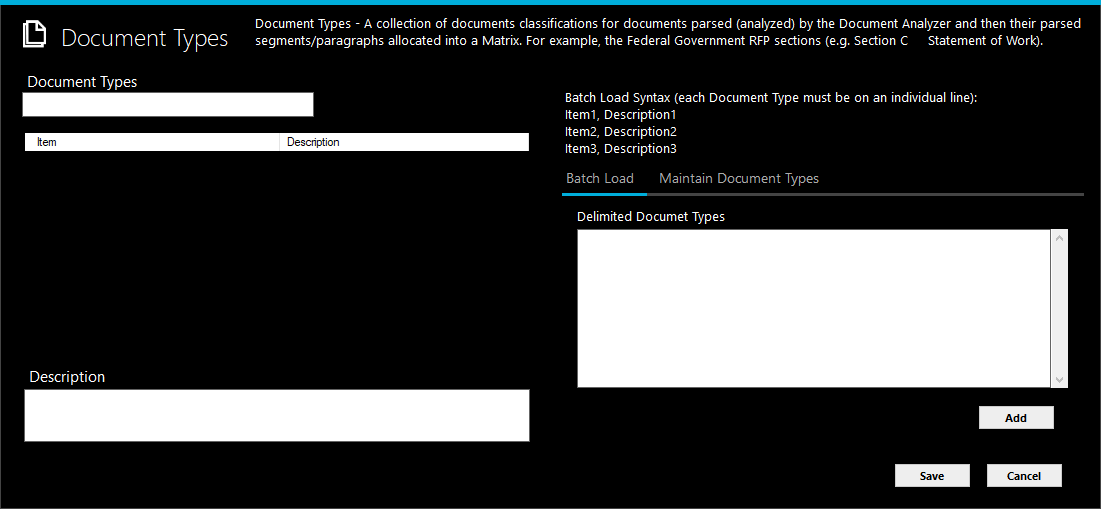 Document Types
Document Types - A collection of documents classifications for documents parsed (analyzed) by the Document Analyzer and then their parsed
segments/paragraphs allocated into a Matrix. For example, the Federal Government RFP sections (e.g. Section C      Statement of Work).
Document Types
Item
Description
Description
Batch Load Syntax (each Document Type must be on an individual line):
Item1, Description1
Item2, Description2
Item3, Description3
Batch Load
Maintain Document Types
Delimited Documet Types
Add
Save
Cancel